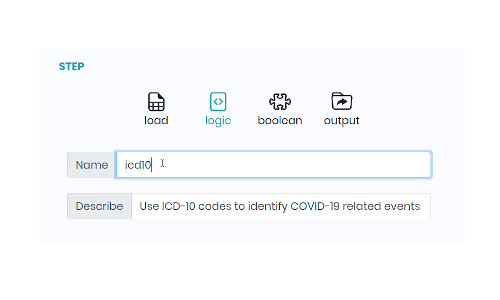 STEP
load logic boolean output
Name icd10
Describe Use ICD-10 codes to identify COVID-19 related events